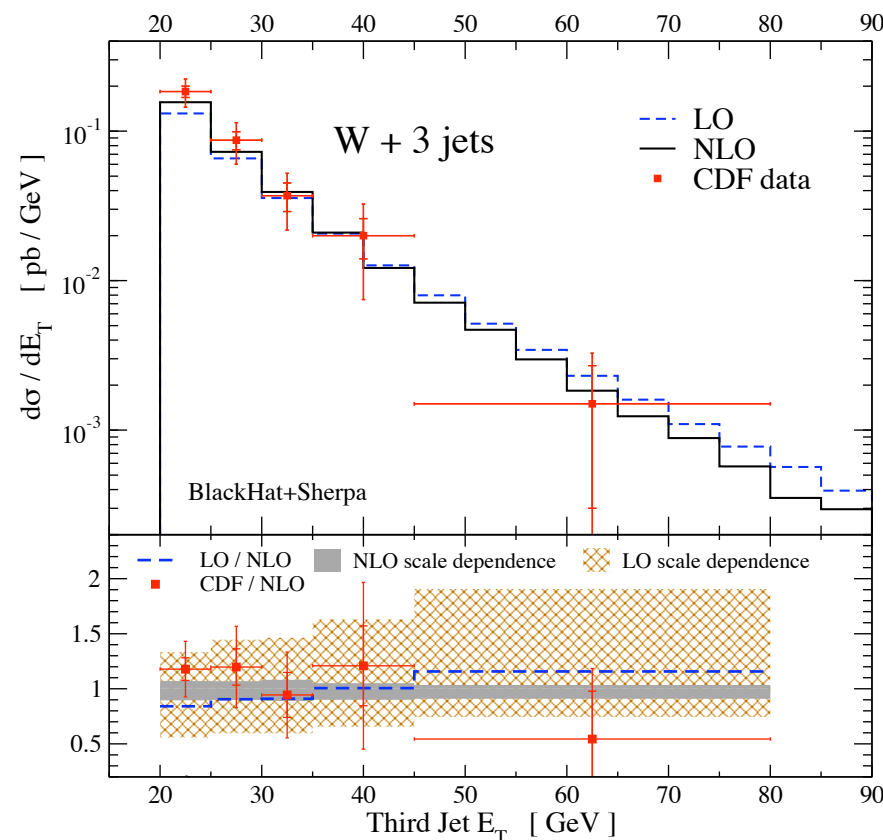 20 30 40 50 60 70 80 90
10^-1
10^-2
10^-3
dσ / dE_T [ pb / GeV ]
W + 3 jets
LO
NLO
CDF data
BlackHat+Sherpa
LO / NLO
CDF / NLO
NLO scale dependence
LO scale dependence
2
1.5
1
0.5
20 30 40 50 60 70 80 90
Third Jet E_T [ GeV ]